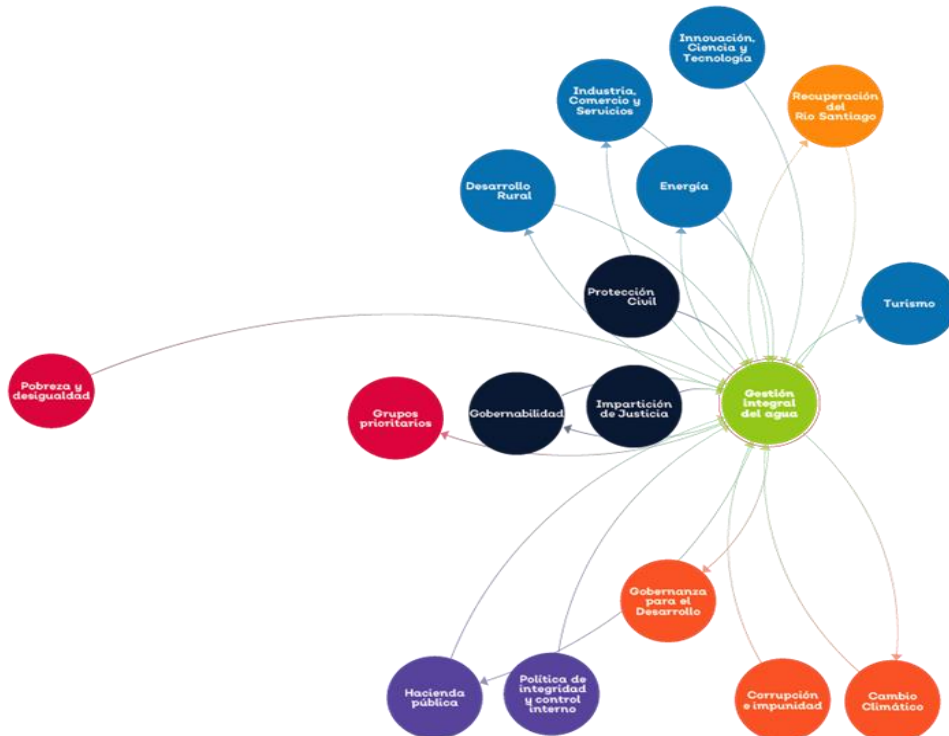 Innovación,
Ciencia y
Tecnología
Industria,
Comercio y
Servicios
Recuperación
del
Río Santiago
Desarrollo
Rural
Energía
Protección
Civil
Turismo
Pobreza y
desigualdad
Grupos
prioritarios
Gobernabilidad
Impartición
de Justicia
Gestión
integral
del agua
Gobernanza
para el
Desarrollo
Hacienda
pública
Política de
integridad
y control
interno
Corrupción
e impunidad
Cambio
Climático